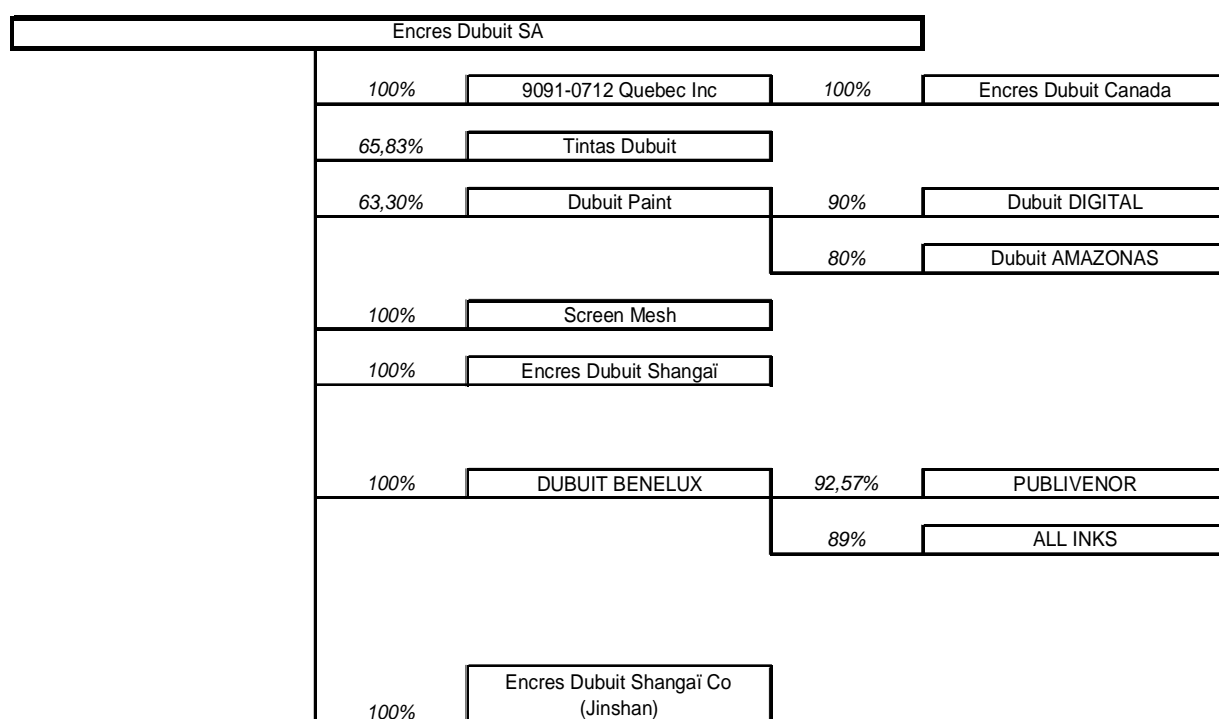 Encres Dubuit SA
100% 9091-0712 Quebec Inc 100% Encres Dubuit Canada
65,83% Tintas Dubuit
63,30% Dubuit Paint 90% Dubuit DIGITAL
80% Dubuit AMAZONAS
100% Screen Mesh
100% Encres Dubuit Shangaï
100% DUBUIT BENELUX 92,57% PUBLIVENOR
89% ALL INKS
Encres Dubuit Shangaï Co
100% (Jinshan)